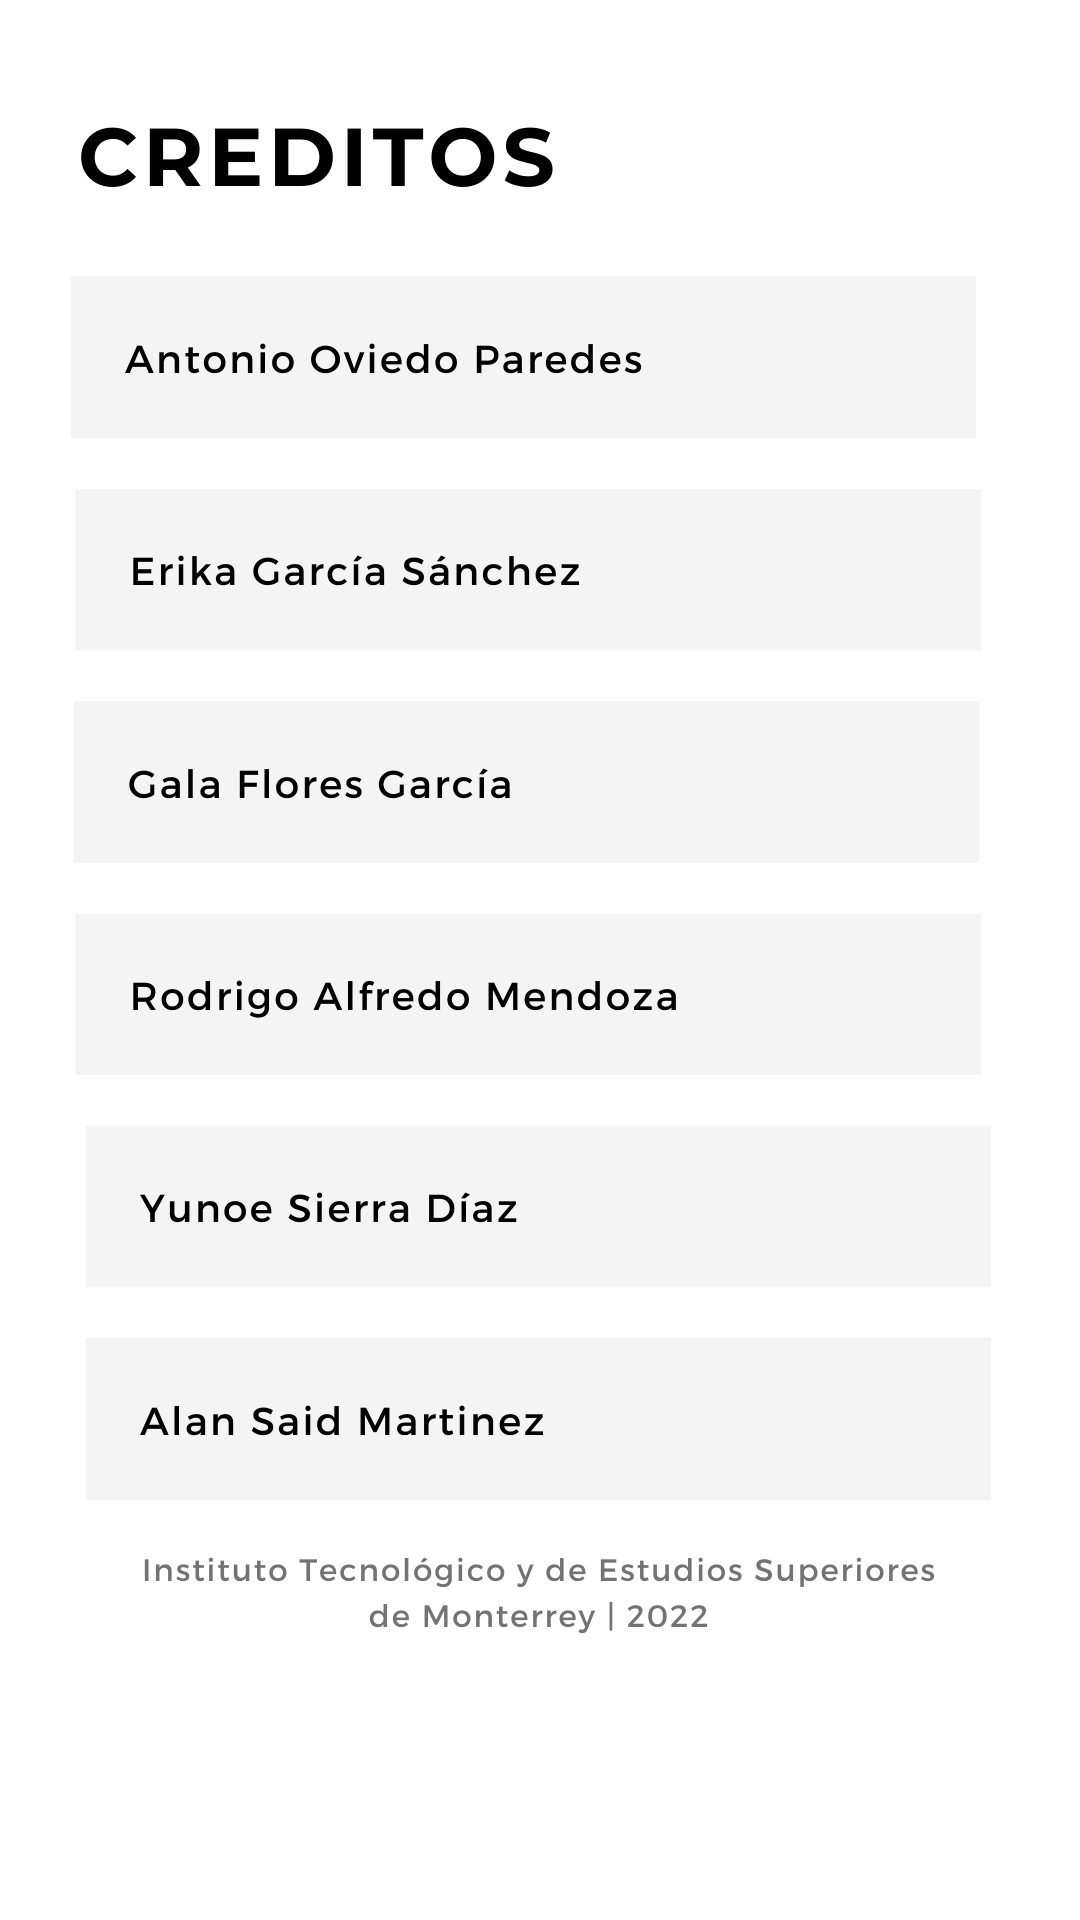 CREDITOS
Antonio Oviedo Paredes
Erika García Sánchez
Gala Flores García
Rodrigo Alfredo Mendoza
Yunoe Sierra Díaz
Alan Said Martinez
Instituto Tecnológico y de Estudios Superiores
de Monterrey | 2022